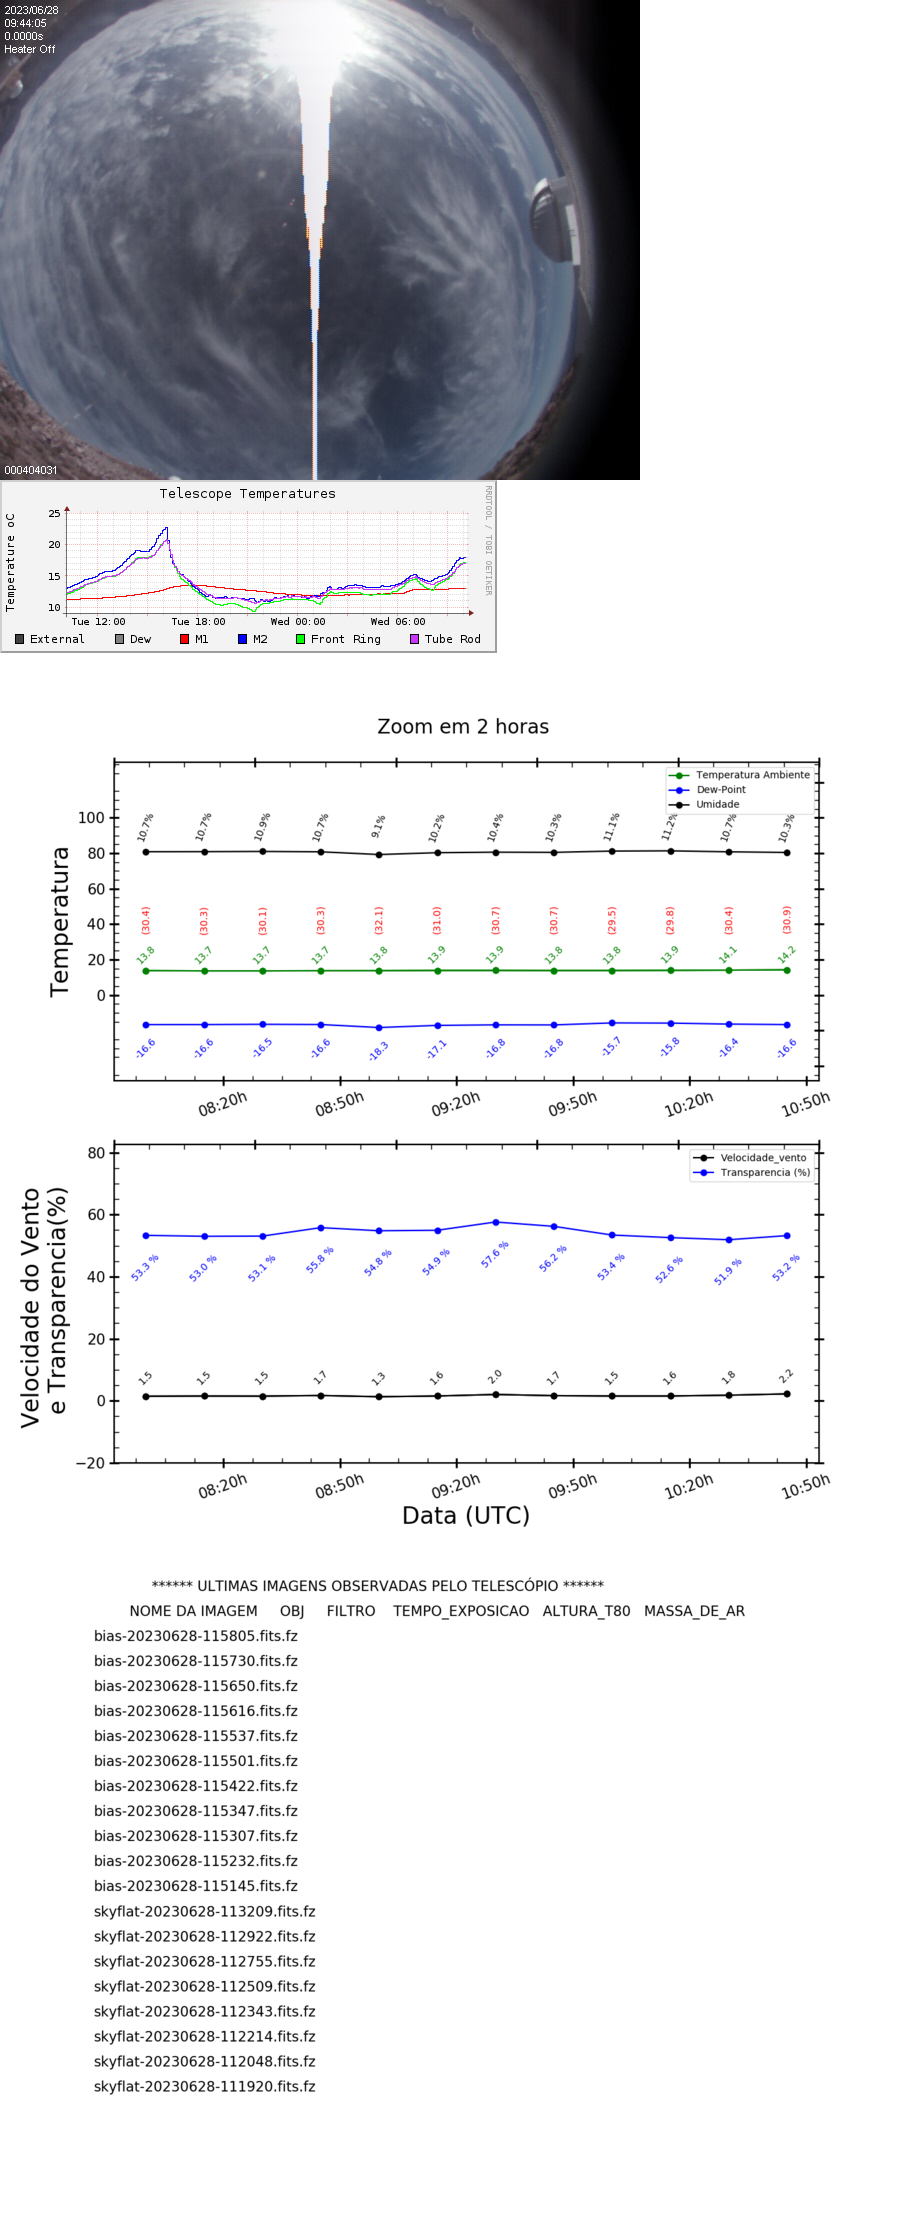 2023/06/28
09:44:05
0.0000s
Heater Off
000404031
Telescope Temperatures
RRDTOOL / TOBI OETIKER
Temperature oC
25
20
15
10
Tue 12:00 Tue 18:00 Wed 00:00 Wed 06:00
External Dew M1 M2 Front Ring Tube Rod
Zoom em 2 horas
Temperatura Ambiente
Dew-Point
Umidade
Temperatura
100
80
60
40
20
0
10.7% 10.7% 10.9% 10.7% 9.1% 10.2% 10.4% 10.3% 11.1% 11.2% 10.7% 10.3%
(30.4) (30.3) (30.1) (30.3) (32.1) (31.0) (30.7) (30.7) (29.5) (29.8) (30.4) (30.9)
13.8 13.7 13.7 13.7 13.8 13.9 13.9 13.8 13.8 13.9 14.1 14.2
-16.6 -16.6 -16.5 -16.6 -18.3 -17.1 -16.8 -16.8 -15.7 -15.8 -16.4 -16.6
08:20h 08:50h 09:20h 09:50h 10:20h 10:50h
Velocidade_vento
Transparencia (%)
Velocidade do Vento
e Transparencia(%)
80
60
40
20
0
−20
53.3 % 53.0 % 53.1 % 55.8 % 54.8 % 54.9 % 57.6 % 56.2 % 53.4 % 52.6 % 51.9 % 53.2 %
1.5 1.5 1.5 1.7 1.3 1.6 2.0 1.7 1.5 1.6 1.8 2.2
08:20h 08:50h 09:20h 09:50h 10:20h 10:50h
Data (UTC)
****** ULTIMAS IMAGENS OBSERVADAS PELO TELESCÓPIO ******
NOME DA IMAGEM OBJ FILTRO TEMPO_EXPOSICAO ALTURA_T80 MASSA_DE_AR
bias-20230628-115805.fits.fz
bias-20230628-115730.fits.fz
bias-20230628-115650.fits.fz
bias-20230628-115616.fits.fz
bias-20230628-115537.fits.fz
bias-20230628-115501.fits.fz
bias-20230628-115422.fits.fz
bias-20230628-115347.fits.fz
bias-20230628-115307.fits.fz
bias-20230628-115232.fits.fz
bias-20230628-115145.fits.fz
skyflat-20230628-113209.fits.fz
skyflat-20230628-112922.fits.fz
skyflat-20230628-112755.fits.fz
skyflat-20230628-112509.fits.fz
skyflat-20230628-112343.fits.fz
skyflat-20230628-112214.fits.fz
skyflat-20230628-112048.fits.fz
skyflat-20230628-111920.fits.fz